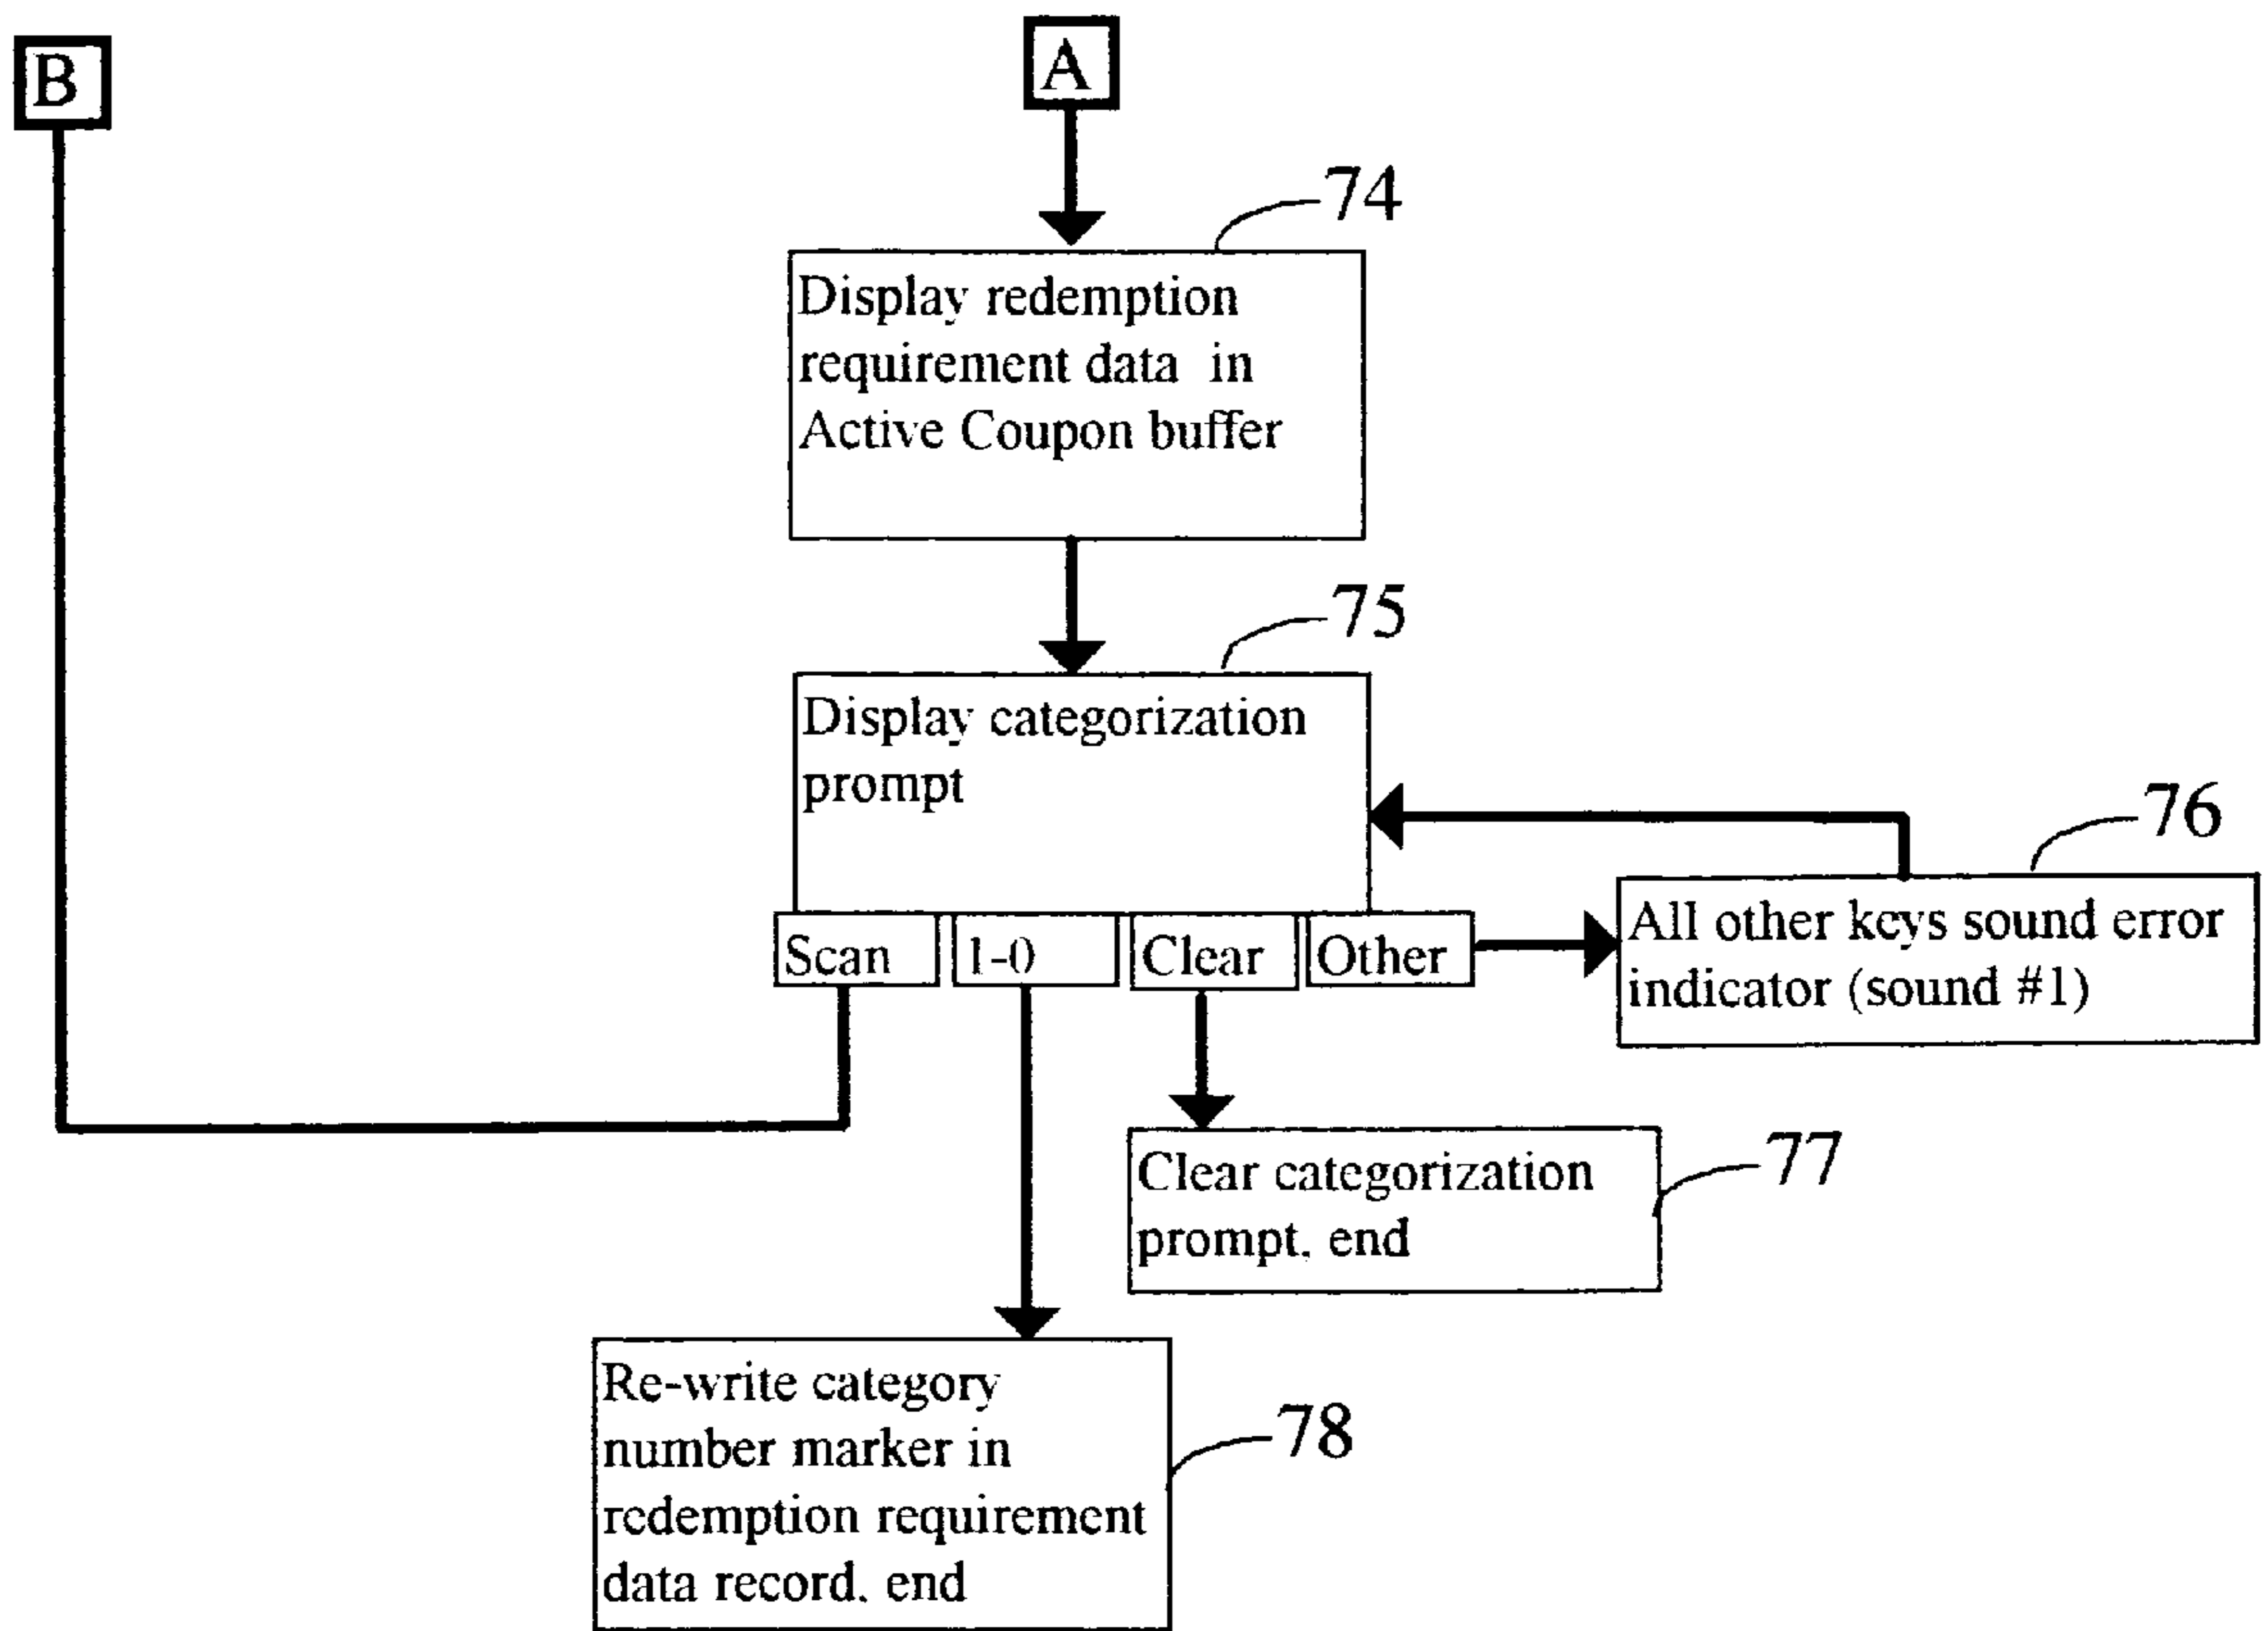 B
A
74
Display redemption
requirement data in
Active Coupon buffer
75
Display categorization
prompt
76
Scan
1-0
Clear
Other
All other keys sound error
indicator (sound #1)
77
Clear categorization
prompt, end
78
Re-write category
number marker in
redemption requirement
data record, end